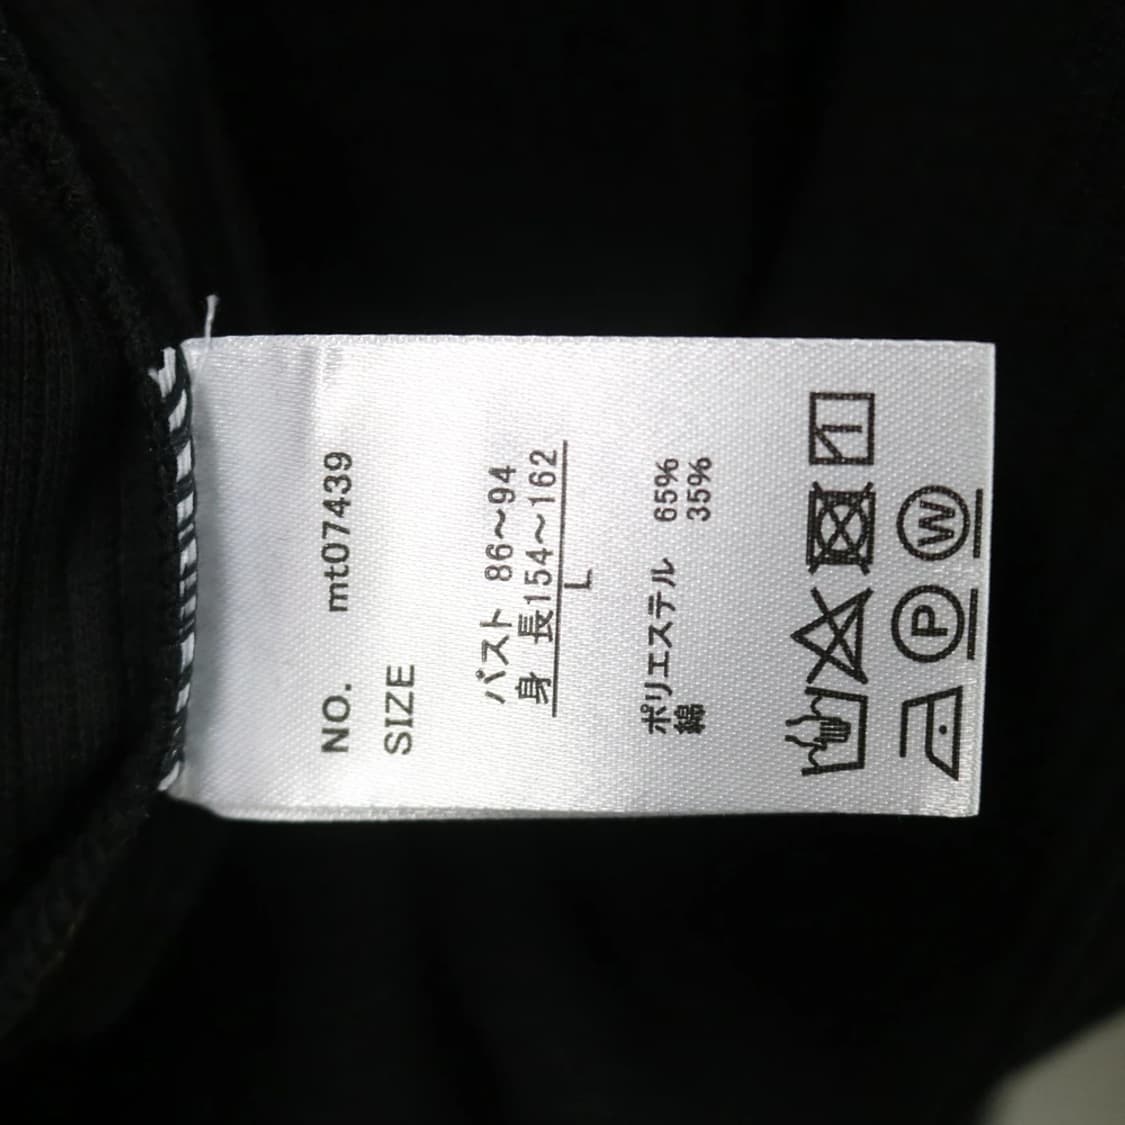 NO. mt07439
SIZE
バスト 86~94
身 長154~162
L
ポリエステル 65%
綿 35%
P W